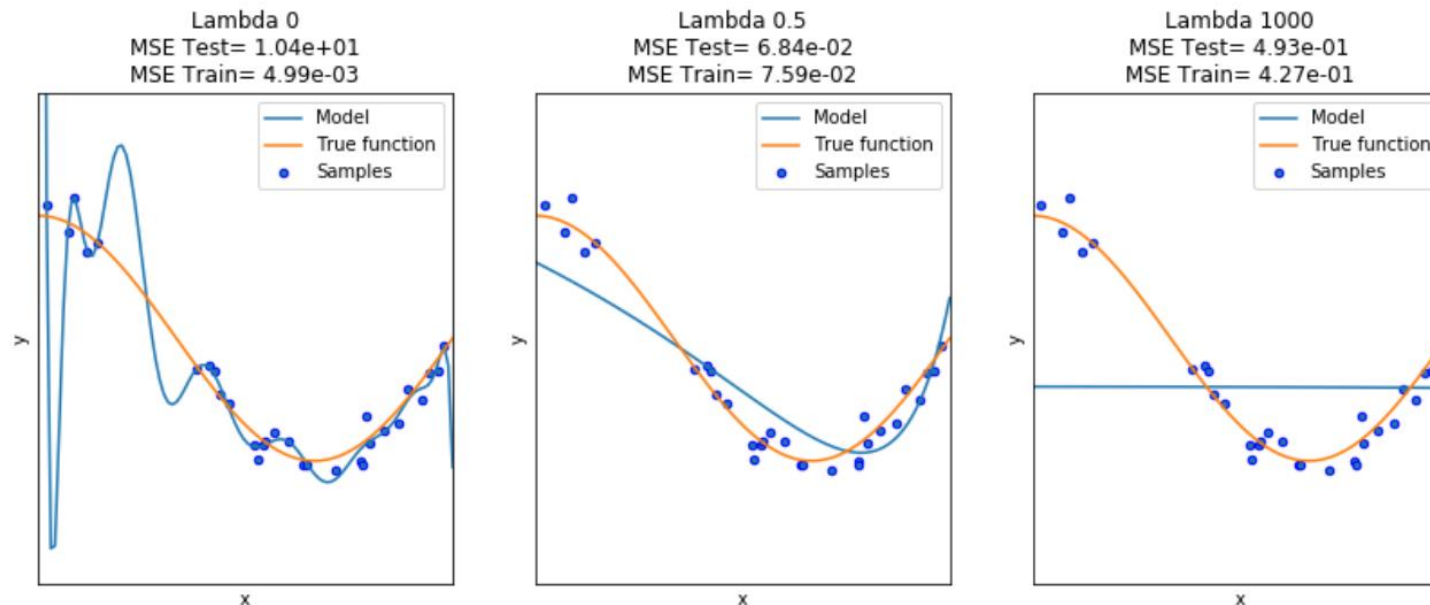 Lambda 0
MSE Test= 1.04e+01
MSE Train= 4.99e-03
Model
True function
Samples
y
x
Lambda 0.5
MSE Test= 6.84e-02
MSE Train= 7.59e-02
Model
True function
Samples
y
x
Lambda 1000
MSE Test= 4.93e-01
MSE Train= 4.27e-01
Model
True function
Samples
y
x